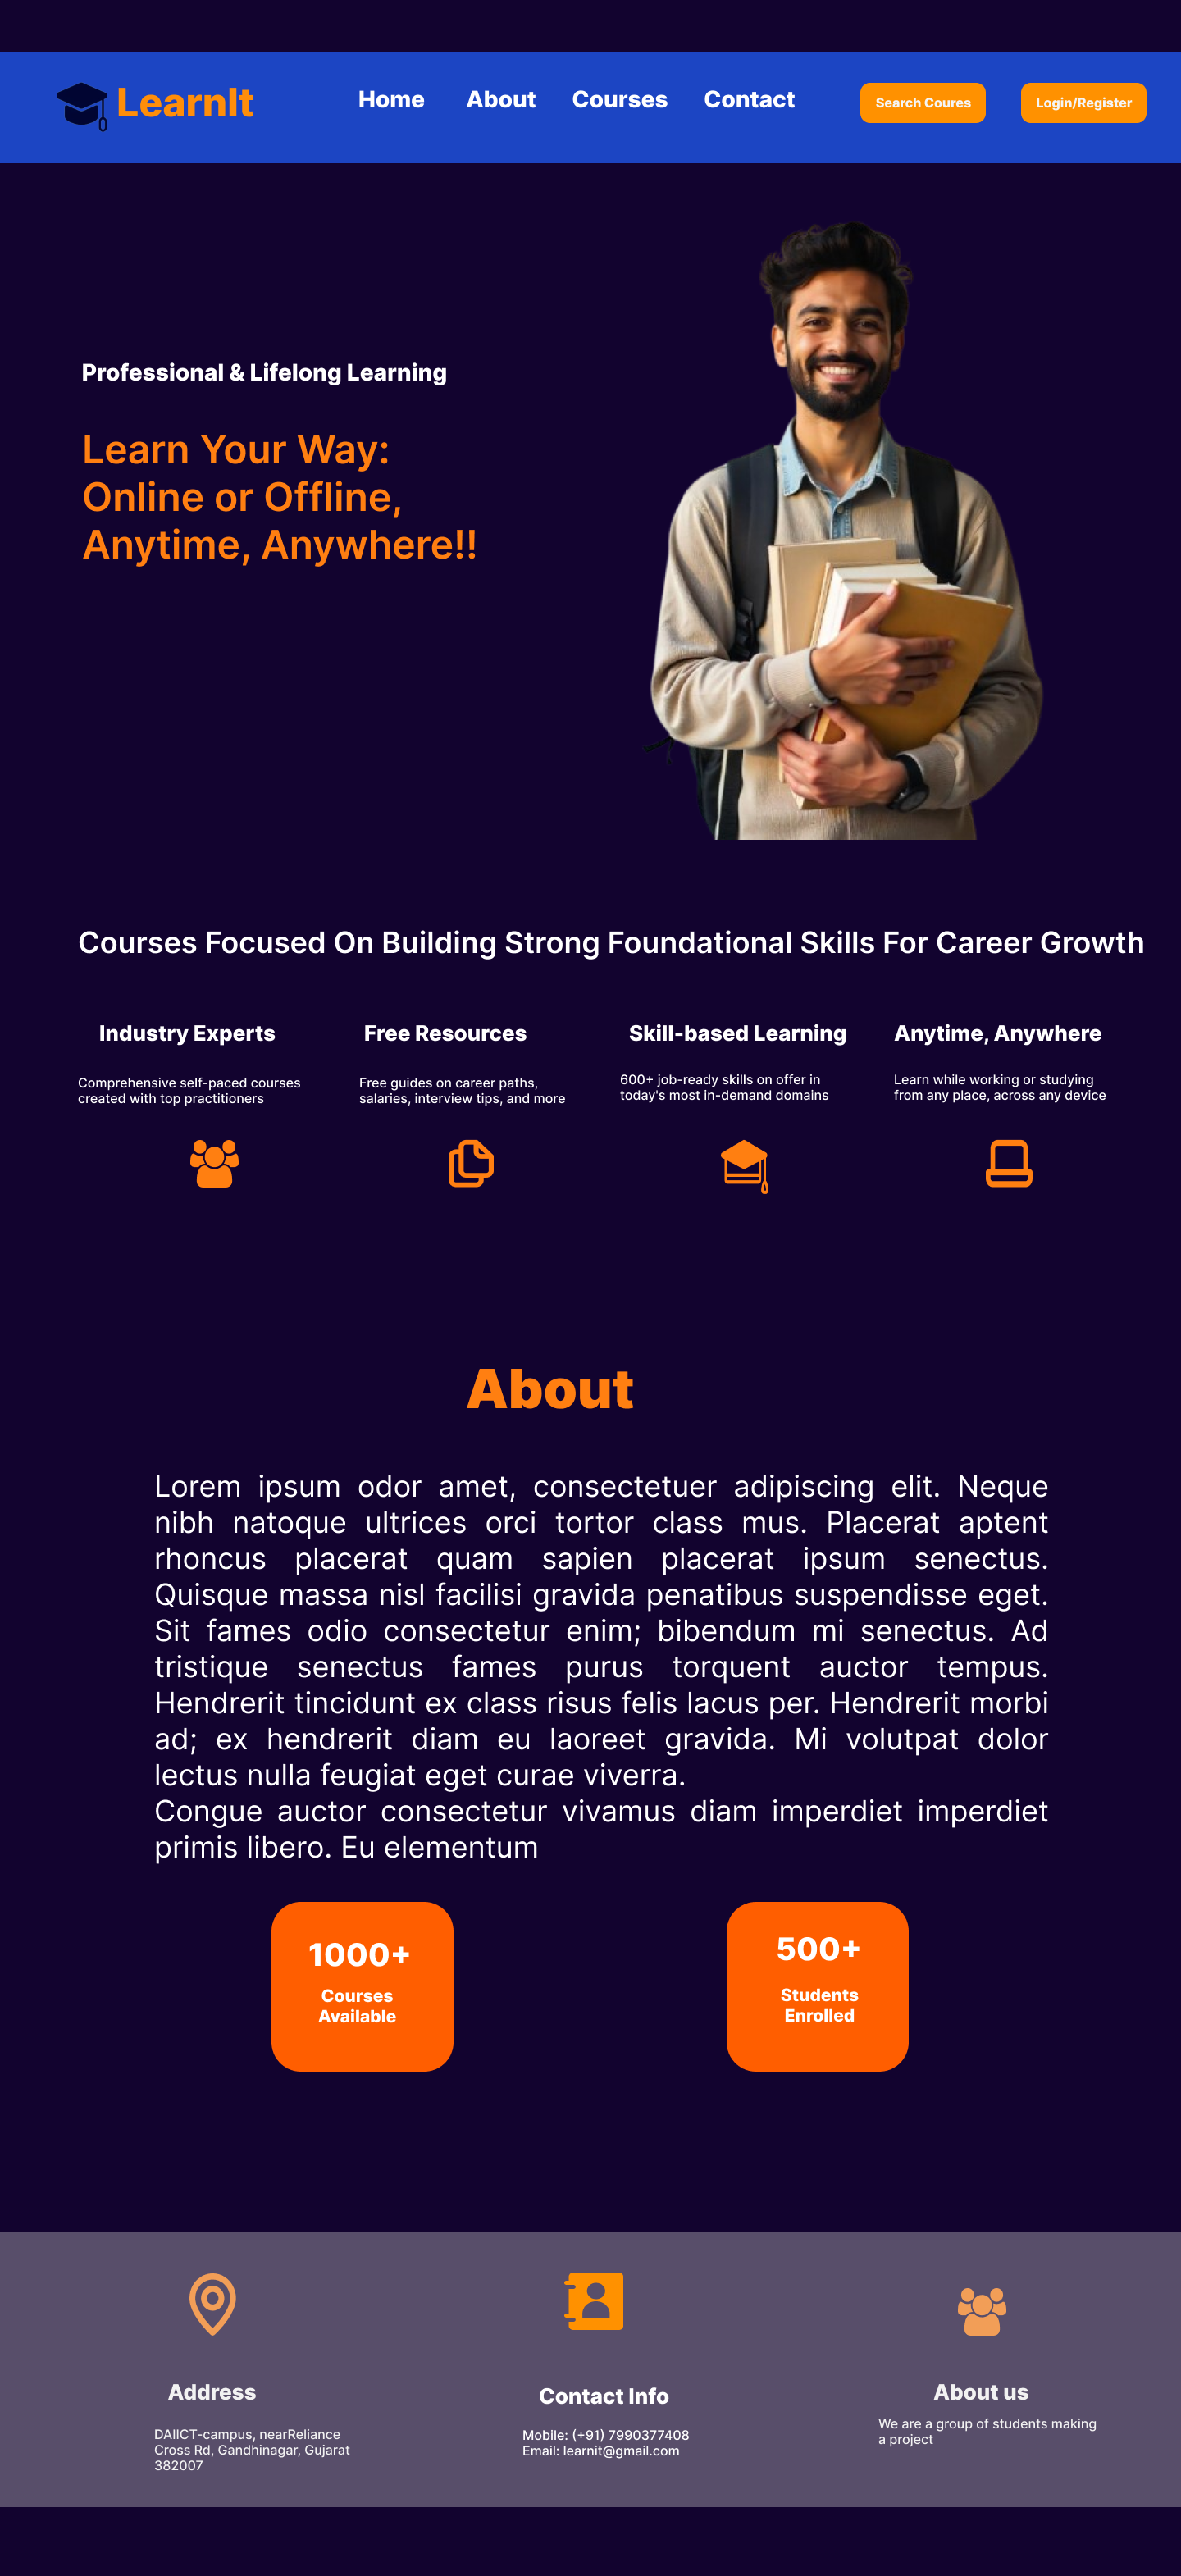 LearnIt
Home
About
Courses
Contact
Search Coures
Login/Register
Professional & Lifelong Learning
Learn Your Way:
Online or Offline,
Anytime, Anywhere!!
Courses Focused On Building Strong Foundational Skills For Career Growth
Industry Experts
Comprehensive self-paced courses
created with top practitioners
Free Resources
Free guides on career paths,
salaries, interview tips, and more
Skill-based Learning
600+ job-ready skills on offer in
today's most in-demand domains
Anytime, Anywhere
Learn while working or studying
from any place, across any device
About
Lorem ipsum odor amet, consectetuer adipiscing elit. Neque
nibh natoque ultrices orci tortor class mus. Placerat aptent
rhoncus placerat quam sapien placerat ipsum senectus.
Quisque massa nisl facilisi gravida penatibus suspendisse eget.
Sit fames odio consectetur enim; bibendum mi senectus. Ad
tristique senectus fames purus torquent auctor tempus.
Hendrerit tincidunt ex class risus felis lacus per. Hendrerit morbi
ad; ex hendrerit diam eu laoreet gravida. Mi volutpat dolor
lectus nulla feugiat eget curae viverra.
Congue auctor consectetur vivamus diam imperdiet imperdiet
primis libero. Eu elementum
1000+
Courses
Available
500+
Students
Enrolled
Address
DAIICT-campus, nearReliance
Cross Rd, Gandhinagar, Gujarat
382007
Contact Info
Mobile: (+91) 7990377408
Email: learnit@gmail.com
About us
We are a group of students making
a project